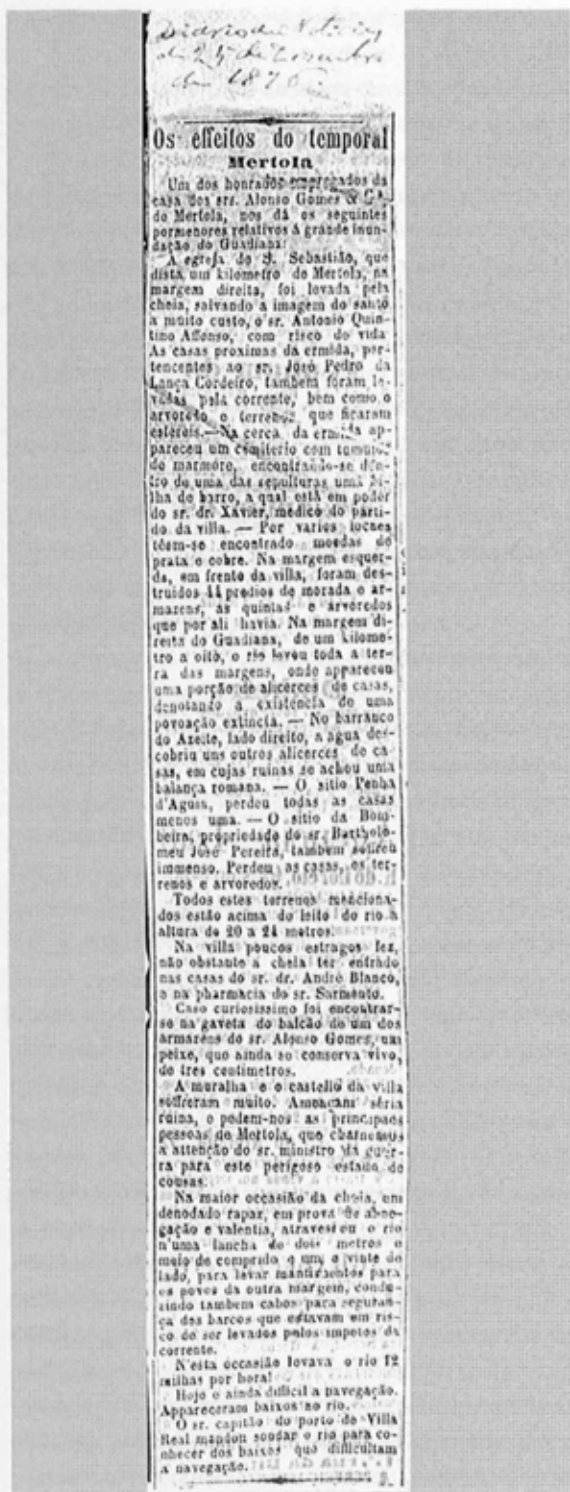 Diario de Noticias
de 24 de Dezembro
de 1876
Os effeitos do temporal
Mertola
Um dos honrados empregados da
casa dos srs. Alonso Gomes & C.ª
de Mertola, nos dá os seguintes
pormenores relativos á grande inun-
dação do Guadiana:
A egreja de S. Sebastião, que
dista um kilometro de Mertola, na
margem direita, foi levada pela
cheia, salvando a imagem do santo
a muito custo, o sr. Antonio Quin-
tino Affonso, com risco de vida
As casas proximas da ermida, per-
tencentes ao sr. José Pedro da
Lança Cordeiro, tambem foram le-
vadas pela corrente, bem como o
arvoredo e terrenos que ficaram
estereis.—Na cerca da ermida ap-
pareceu um cemiterio com tumulos
de marmore, encontrando-se den-
tro de uma das sepulturas uma bi-
lha de barro, a qual está em poder
do sr. dr. Xavier, medico do parti-
do da villa. — Por varios locaes
têem-se encontrado moedas de
prata e cobre. Na margem esquer-
da, em frente da villa, foram des-
truidos 44 predios de morada e ar-
mazens, as quintas e arvoredos
que por ali havia. Na margem di-
reita do Guadiana, de um kilome-
tro a oito, o rio levou toda a ter-
ra das margens, onde appareceu
uma porção de alicerces de casas,
denotando a existencia de uma
povoação extincta. — No barranco
do Azeite, lado direito, a agua des-
cobriu uns outros alicerces de ca-
sas, em cujas ruinas se achou uma
balança romana. — O sitio Penha
d'Aguia, perdeu todas as casas
menos uma. — O sitio da Bom-
beira, propriedade do sr. Bartholo-
meu José Pereira, tambem soffreu
immenso. Perdeu as casas, os ter-
renos e arvoredos.
Todos estes terrenos menciona-
dos estão acima do leito do rio á
altura de 20 a 24 metros.
Na villa poucos estragos fez,
não obstante a cheia ter entrado
nas casas do sr. dr. André Blanco,
e na pharmacia do sr. Sarmento.
Caso curiosissimo foi encontrar-
se na gaveta do balcão de um dos
armazens do sr. Alonso Gomes, um
peixe, que ainda se conserva vivo,
de tres centimetros.
A muralha e o castello da villa
soffreram muito. Ameaçam séria
ruina, e pedem-nos as principaes
pessoas de Mertola, que chamemos
a attenção do sr. ministro da guer-
ra para este perigoso estado de
cousas.
Na maior occasião da cheia, um
denodado rapaz, em prova de abne-
gação e valentia, atravessou o rio
n'uma lancha de dois metros e
meio de comprido e um e vinte de
lado, para levar mantimentos para
os povos da outra margem, condu-
zindo tambem cabos para seguran-
ça dos barcos que estavam em ris-
co de ser levados pelos impetos da
corrente.
N'esta occasião levava o rio 12
milhas por hora!
Hoje e ainda difficil a navegação.
Appareceram baixos no rio.
O sr. capitão do porto de Villa
Real mandou sondar o rio para co-
nhecer dos baixos que difficultam
a navegação.